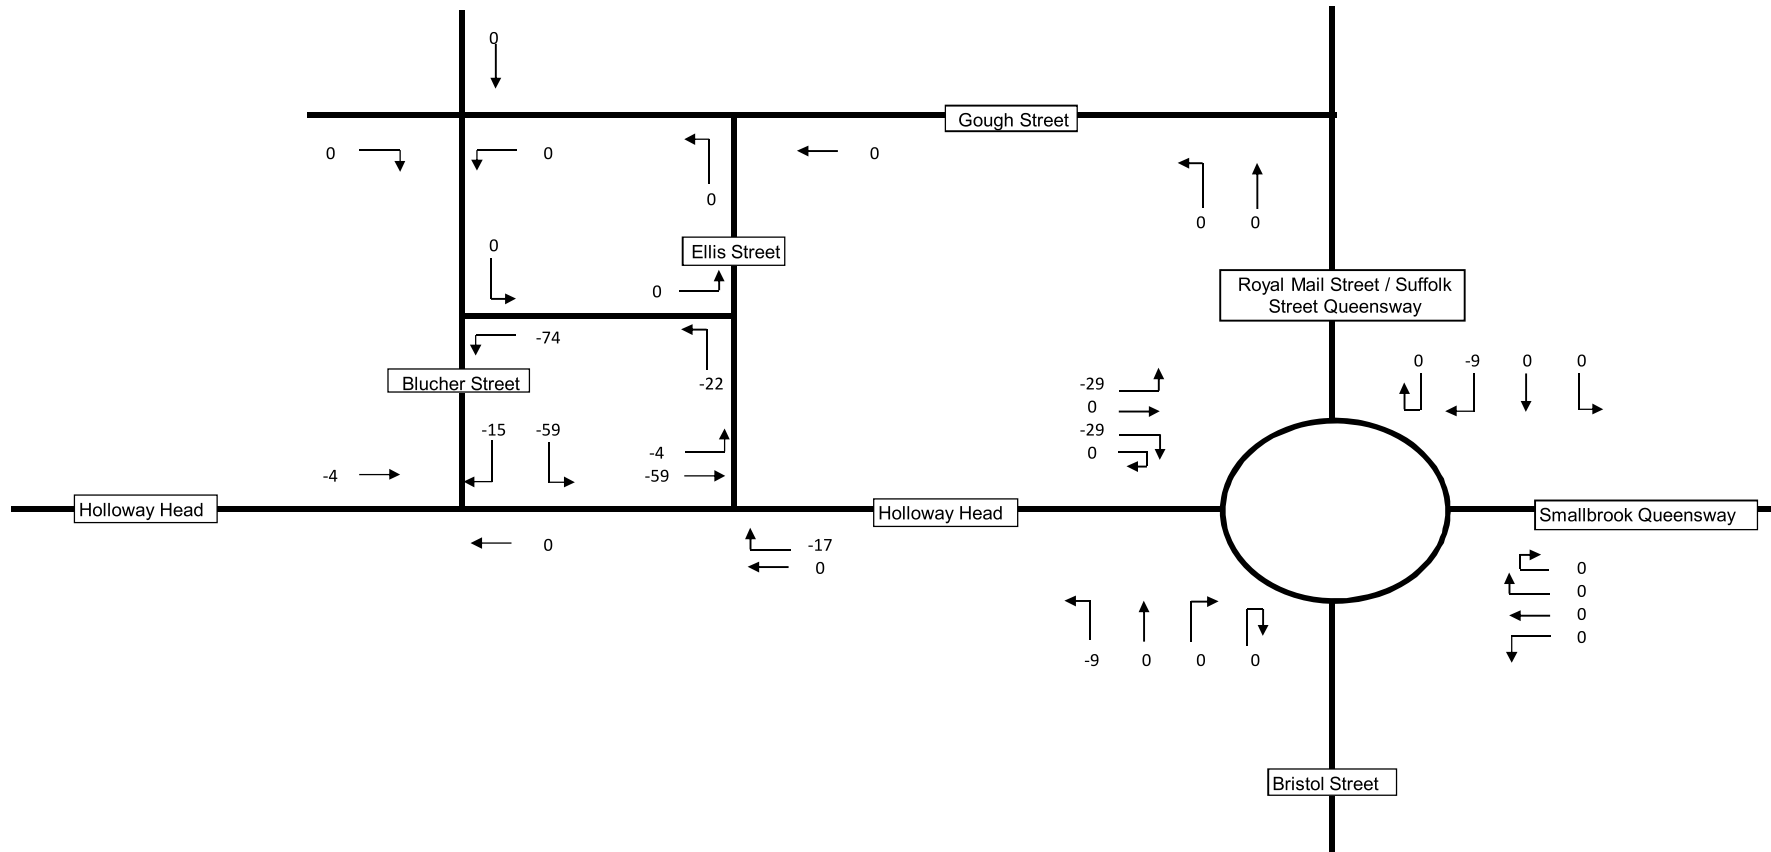 0
Gough Street
0
0
0
0
0
0
0
Ellis Street
0
Royal Mail Street / Suffolk
Street Queensway
-74
Blucher Street
-22
0 -9 0 0
-29
0
-29
0
-15 -59
-4
-4
-59
Holloway Head
Holloway Head
Smallbrook Queensway
0
-17
0
0
0
0
0
-9 0 0 0
Bristol Street